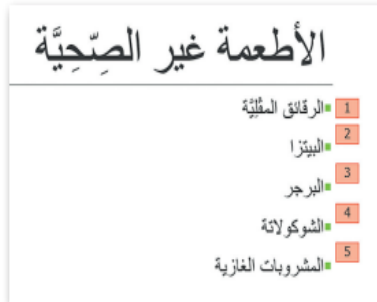 الأطعمة غير الصِّحِيَّة
1 الرقائق المقْلِيَّة
2 البيتزا
3 البرجر
4 الشوكولاتة
5 المشروبات الغازية